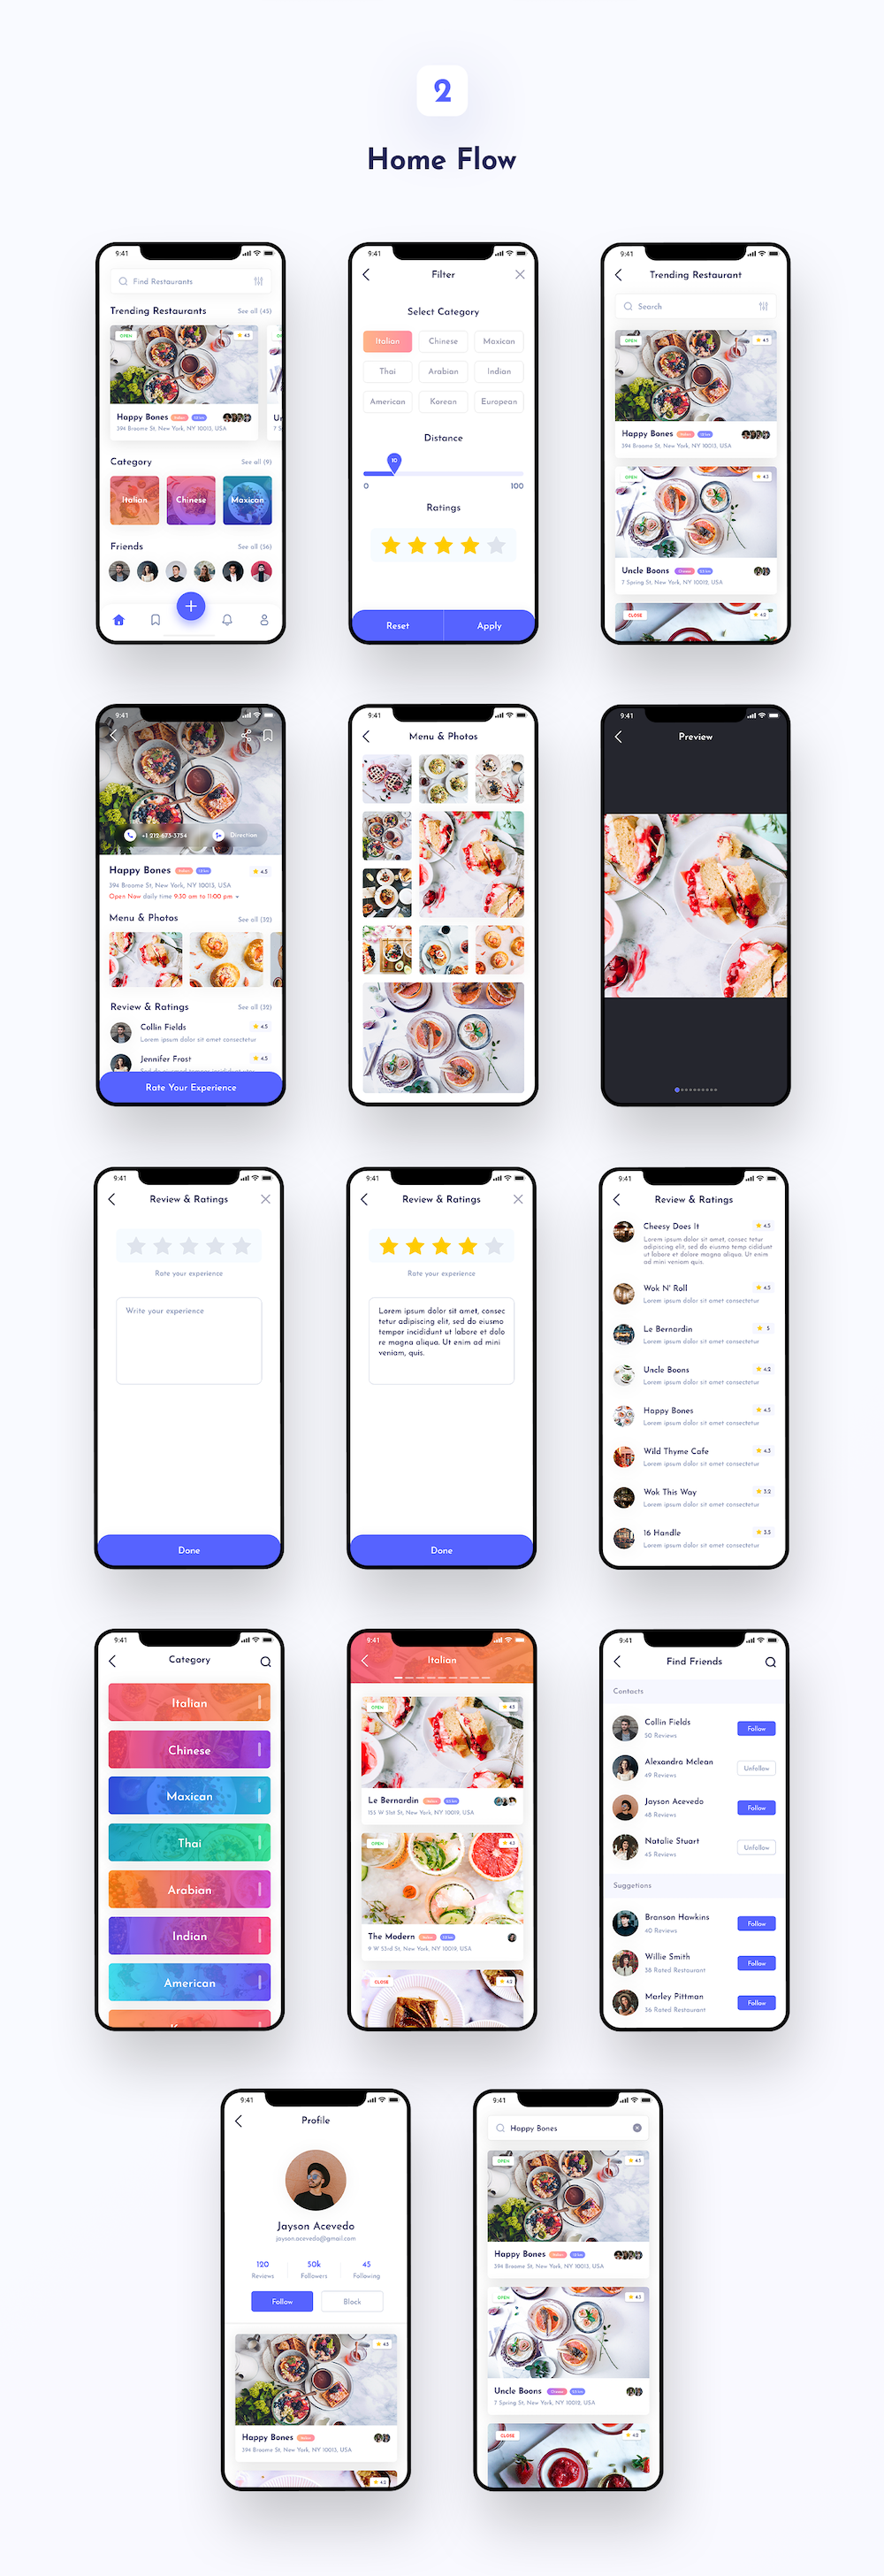 2
Home Flow
9:41
Find Restaurants
Trending Restaurants
See all (45)
OPEN
4.5
Happy Bones
394 Broome St, New York, NY 10013, USA
Category
See all (9)
Italian
Chinese
Maxican
Friends
See all (56)
9:41
Filter
Select Category
Italian
Chinese
Maxican
Thai
Arabian
Indian
American
Korean
European
Distance
10
0
100
Ratings
Reset
Apply
9:41
Trending Restaurant
Search
OPEN
4.5
Happy Bones
394 Broome St, New York, NY 10013, USA
OPEN
4.3
Uncle Boons
7 Spring St, New York, NY 10012, USA
CLOSE
9:41
+1 212-673-3754
Direction
Happy Bones
4.5
394 Broome St, New York, NY 10013, USA
Open Now daily time 9:30 am to 11:00 pm
Menu & Photos
See all (32)
Review & Ratings
See all (32)
Collin Fields
4.5
Lorem ipsum dolor sit amet consectetur
Jennifer Frost
4.5
Rate Your Experience
9:41
Menu & Photos
9:41
Preview
9:41
Review & Ratings
Rate your experience
Write your experience
Done
9:41
Review & Ratings
Rate your experience
Lorem ipsum dolor sit amet, consec
tetur adipiscing elit, sed do eiusmo
tempor incididunt ut labore et dolo
re magna aliqua. Ut enim ad mini
veniam, quis.
Done
9:41
Review & Ratings
Cheesy Does It
4.5
Lorem ipsum dolor sit amet, consec tetur
adipiscing elit, sed do eiusmo temp cididunt
ut labore et dolore magna aliqua. Ut enim
ad mini veniam quis.
Wok N' Roll
4.5
Lorem ipsum dolor sit amet consectetur
Le Bernardin
5
Lorem ipsum dolor sit amet consectetur
Uncle Boons
4.2
Lorem ipsum dolor sit amet consectetur
Happy Bones
4.5
Lorem ipsum dolor sit amet consectetur
Wild Thyme Cafe
4.3
Lorem ipsum dolor sit amet consectetur
Wok This Way
3.2
Lorem ipsum dolor sit amet consectetur
16 Handle
3.5
Lorem ipsum dolor sit amet consectetur
9:41
Category
Italian
Chinese
Maxican
Thai
Arabian
Indian
American
9:41
Italian
OPEN
4.5
Le Bernardin
155 W 51st St, New York, NY 10019, USA
OPEN
4.3
The Modern
9 W 53rd St, New York, NY 10019, USA
CLOSE
4.2
9:41
Find Friends
Contacts
Collin Fields
50 Reviews
Follow
Alexandra Mclean
49 Reviews
Unfollow
Jayson Acevedo
48 Reviews
Follow
Natalie Stuart
45 Reviews
Unfollow
Suggetions
Branson Hawkins
40 Reviews
Follow
Willie Smith
36 Rated Restaurant
Follow
Marley Pittman
36 Rated Restaurant
Follow
9:41
Profile
Jayson Acevedo
jayson.acevedo@gmail.com
120
50k
45
Reviews
Followers
Following
Follow
Block
4.5
Happy Bones
394 Broome St, New York, NY 10013, USA
4.2
9:41
Happy Bones
OPEN
4.5
Happy Bones
394 Broome St, New York, NY 10013, USA
OPEN
4.3
Uncle Boons
7 Spring St, New York, NY 10012, USA
CLOSE